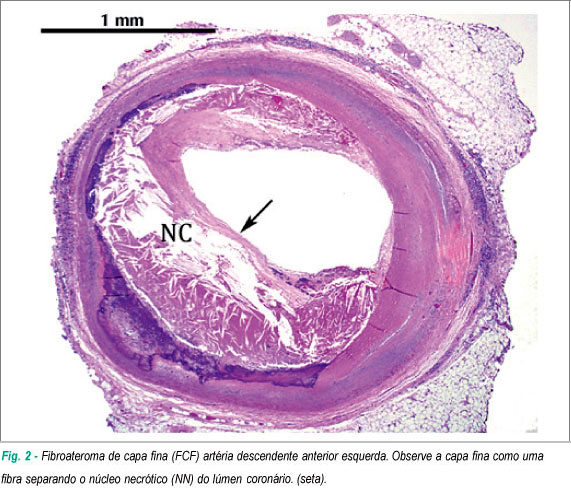 1 mm
NC
Fig. 2 - Fibroateroma de capa fina (FCF) artéria descendente anterior esquerda. Observe a capa fina como uma
fibra separando o núcleo necrótico (NN) do lúmen coronário. (seta).